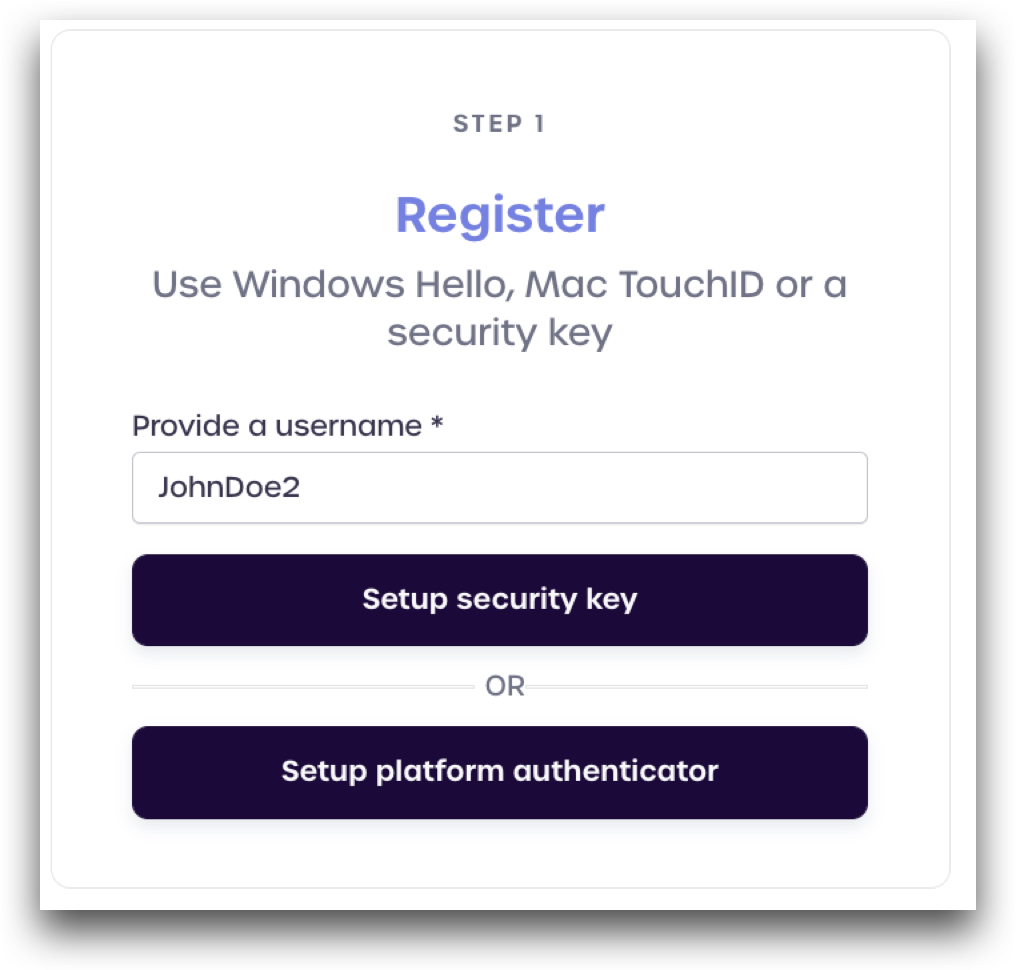 STEP 1
Register
Use Windows Hello, Mac TouchID or a
security key
Provide a username *
JohnDoe2
Setup security key
OR
Setup platform authenticator